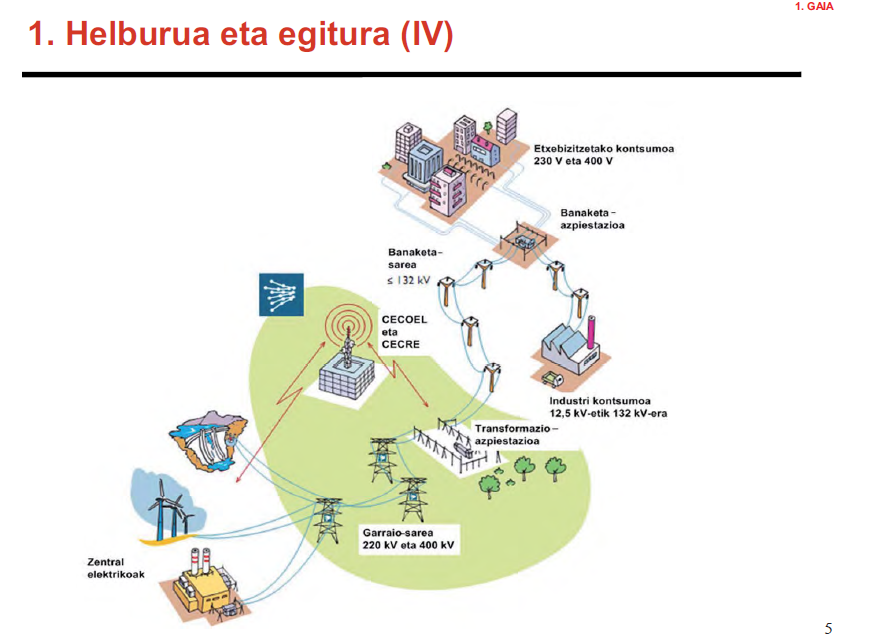 1. GAIA
1. Helburua eta egitura (IV)
Etxebizitzetako kontsumoa
230 V eta 400 V
Banaketa –
azpiestazioa
Banaketa–
sarea
≤ 132 kV
CECOEL
eta
CECRE
Industri kontsumoa
12,5 kV-etik 132 kV-era
Transformazio –
azpiestazioa
Garraio-sarea
220 kV eta 400 kV
Zentral
elektrikoak
5